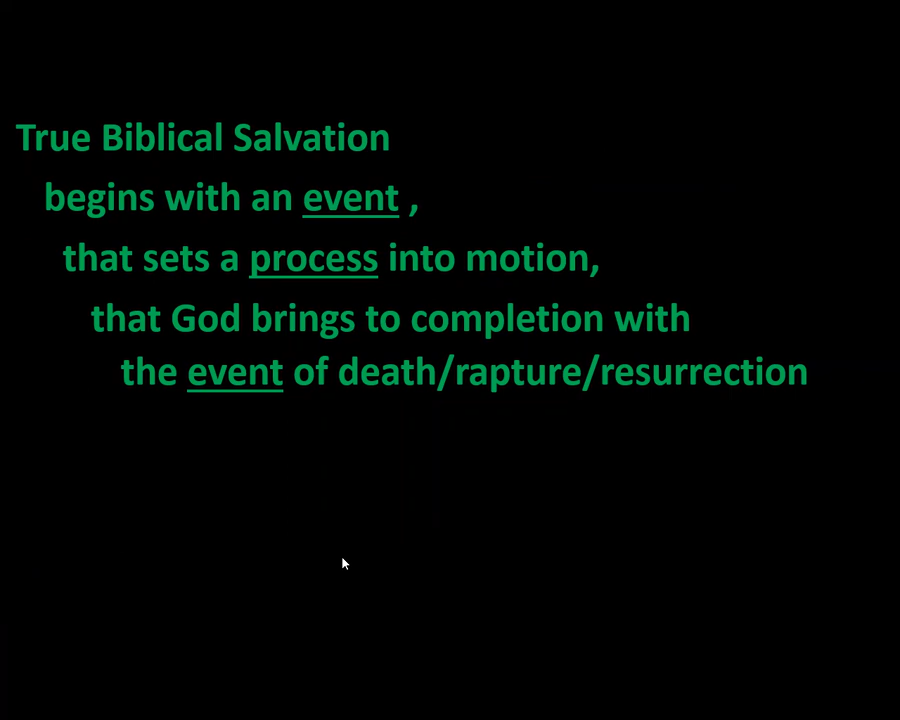 True Biblical Salvation
begins with an event ,
that sets a process into motion,
that God brings to completion with
the event of death/rapture/resurrection